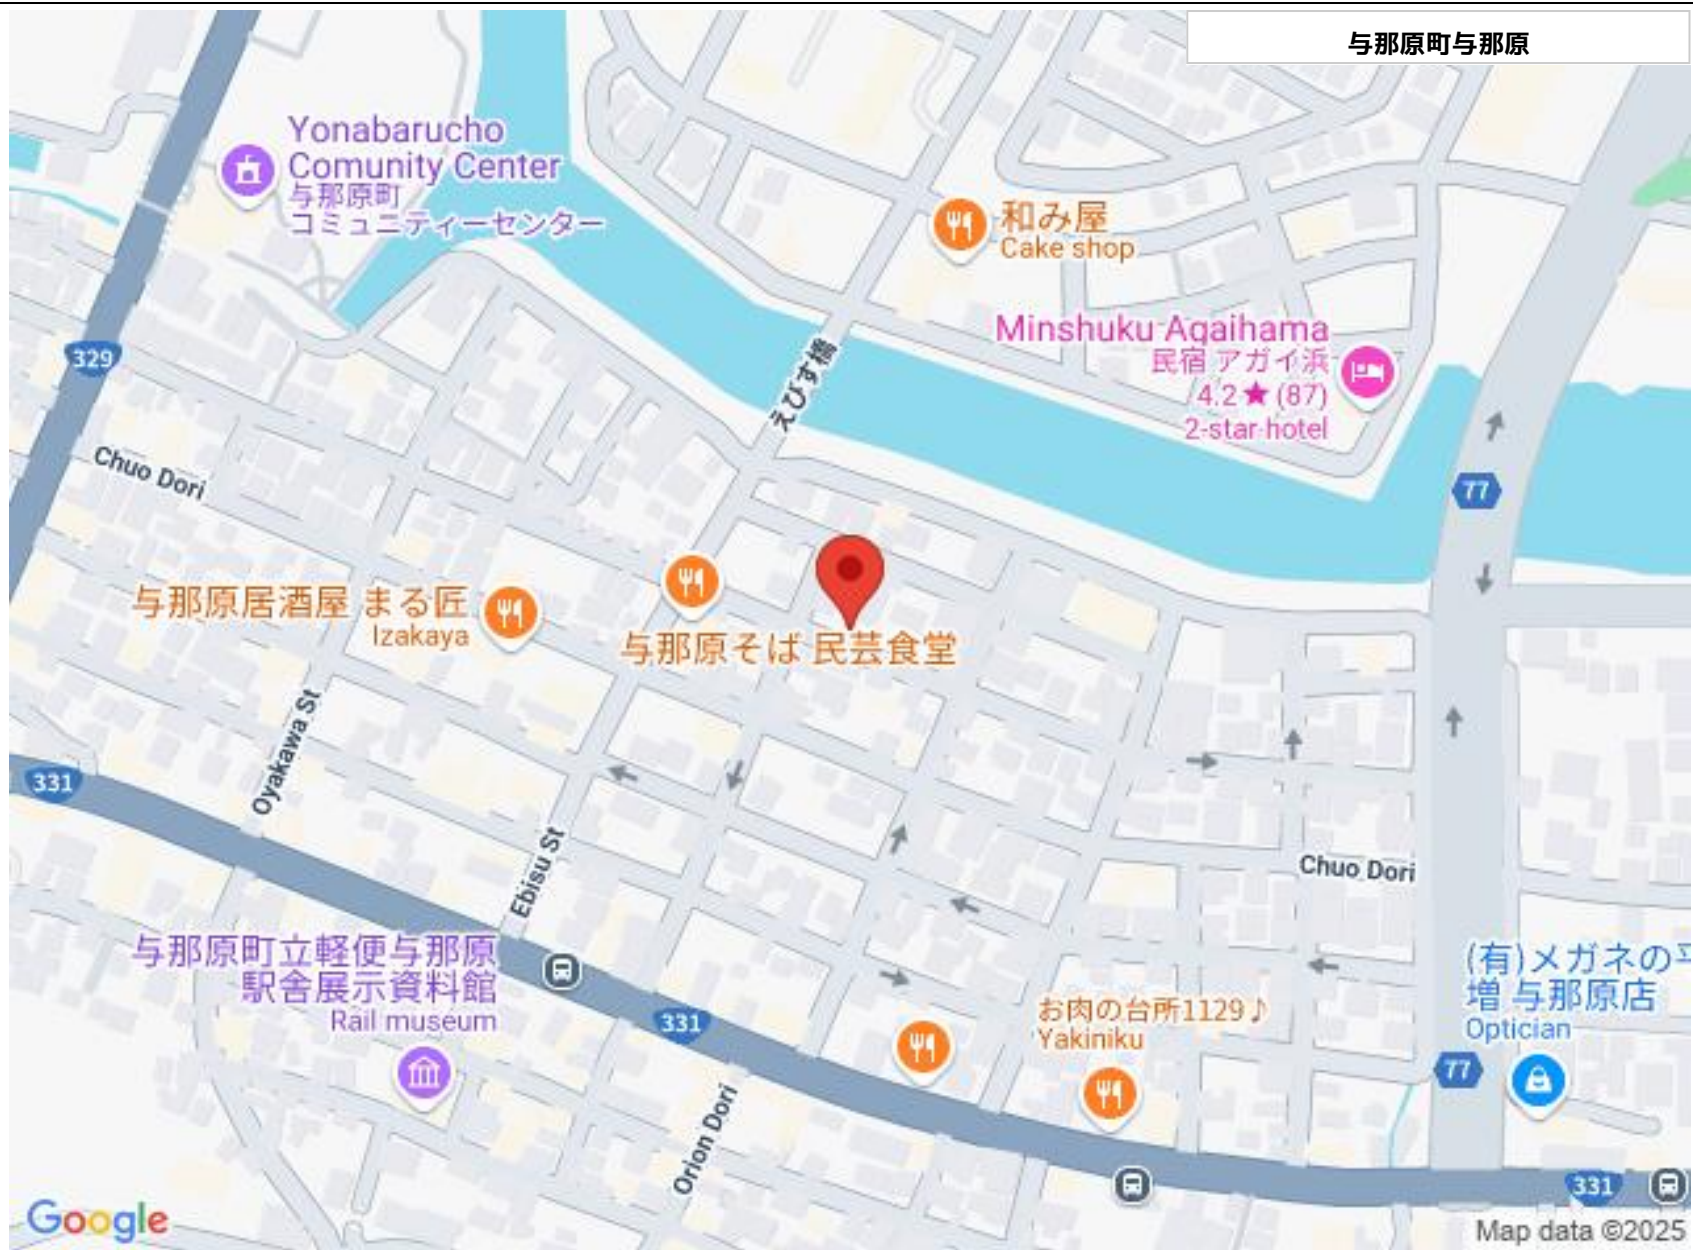 与那原町与那原
Yonabarucho
Comunity Center
与那原町
コミュニティーセンター
和み屋
Cake shop
Minshuku Agaihama
民宿 アガイ浜
4.2★(87)
2-star hotel
えびす橋
329
77
Chuo Dori
与那原居酒屋 まる匠
Izakaya
与那原そば 民芸食堂
Oyakawa St
331
Ebisu St
Chuo Dori
与那原町立軽便与那原
駅舎展示資料館
Rail museum
331
お肉の台所1129♪
Yakiniku
(有)メガネの平
増 与那原店
Optician
77
Orion Dori
331
Google
Map data ©2025